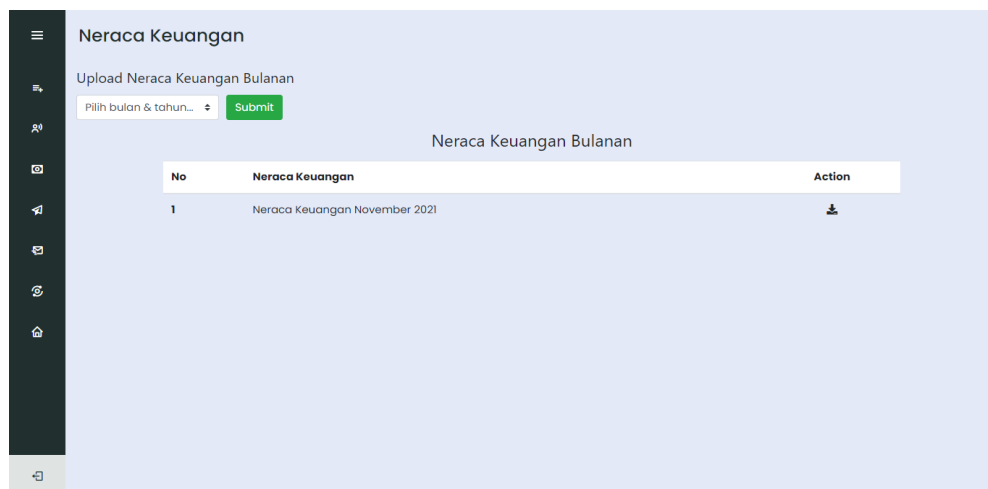 Neraca Keuangan
Upload Neraca Keuangan Bulanan
Pilih bulan & tahun... Submit
Neraca Keuangan Bulanan
No Neraca Keuangan Action
1 Neraca Keuangan November 2021